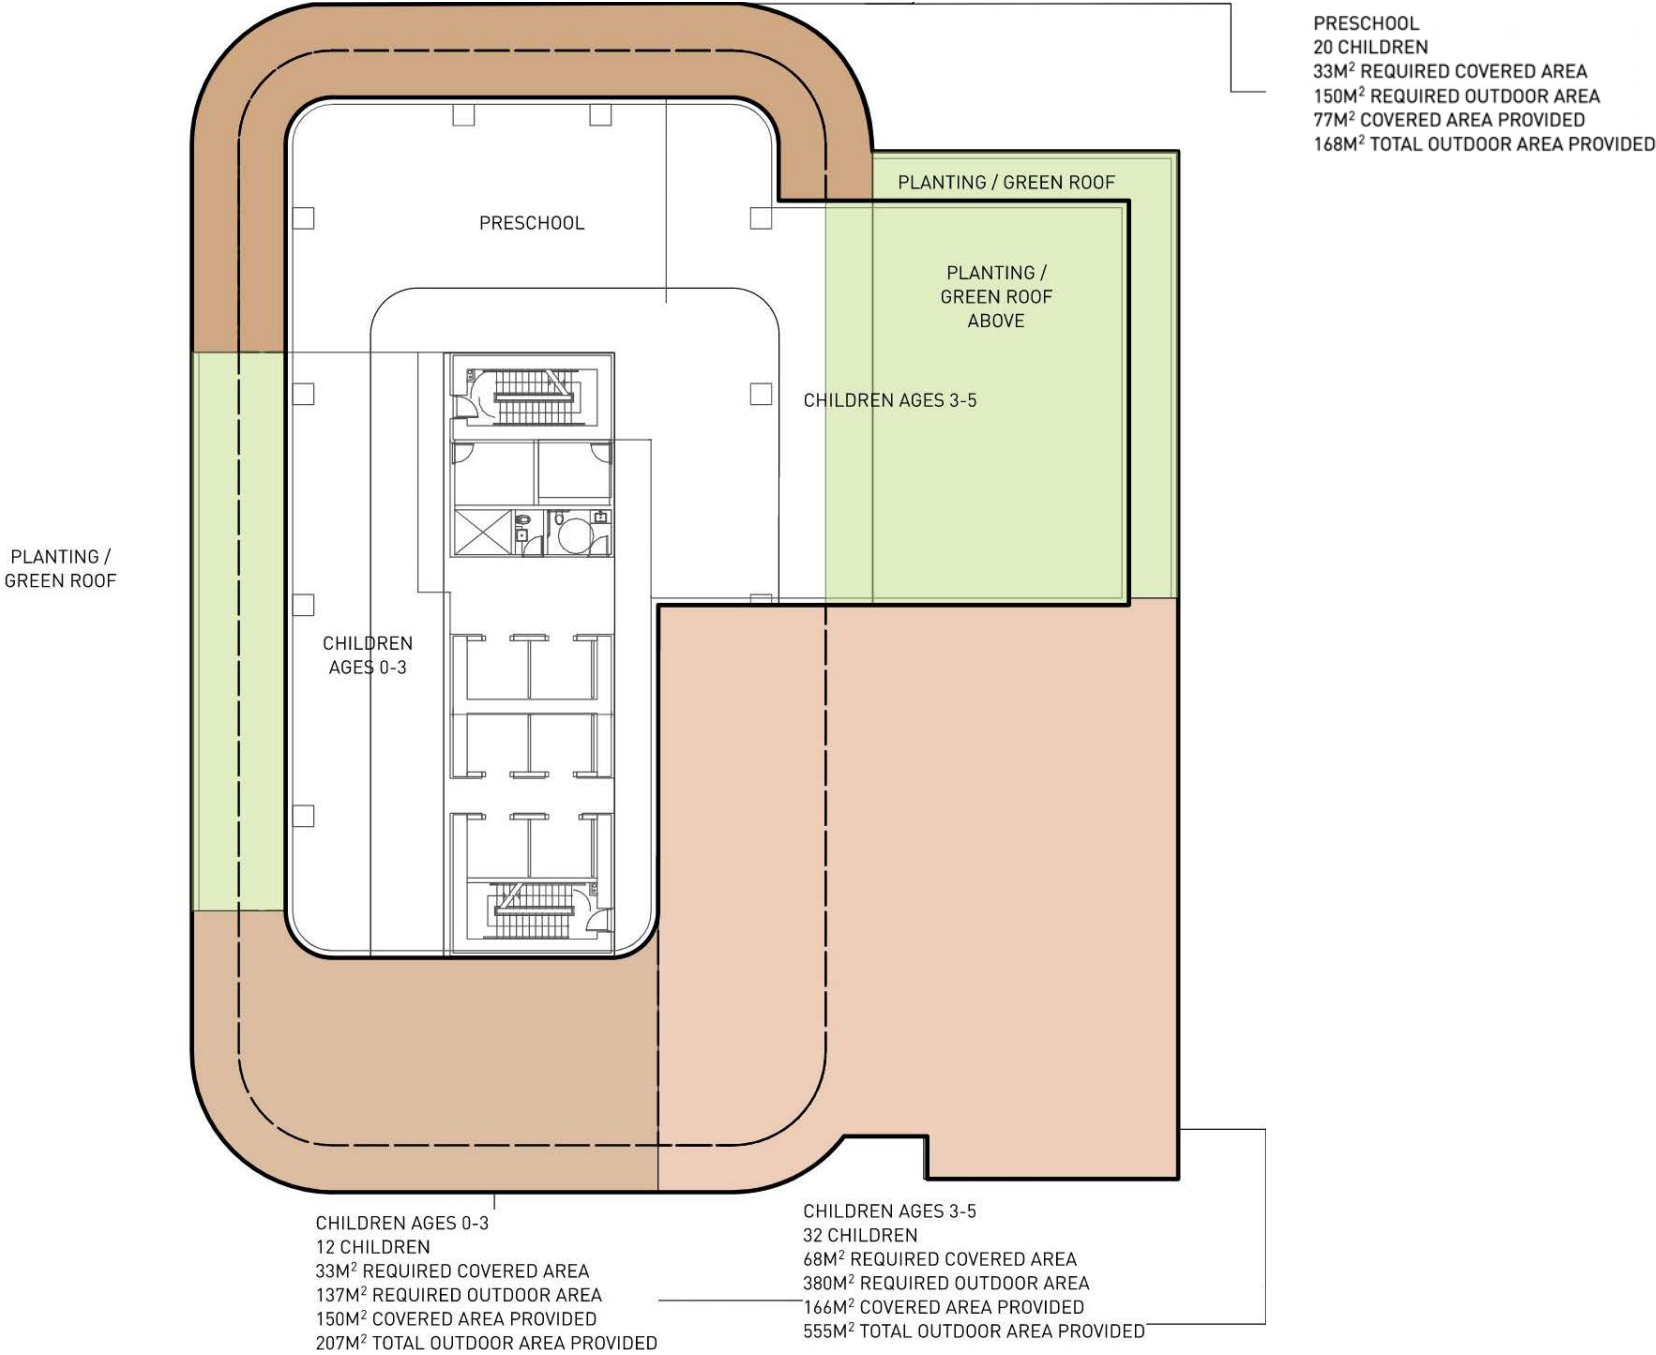 PRESCHOOL
20 CHILDREN
33M² REQUIRED COVERED AREA
150M² REQUIRED OUTDOOR AREA
77M² COVERED AREA PROVIDED
168M² TOTAL OUTDOOR AREA PROVIDED
PLANTING / GREEN ROOF
PRESCHOOL
PLANTING /
GREEN ROOF
ABOVE
CHILDREN AGES 3-5
PLANTING /
GREEN ROOF
CHILDREN
AGES 0-3
CHILDREN AGES 0-3
12 CHILDREN
33M² REQUIRED COVERED AREA
137M² REQUIRED OUTDOOR AREA
150M² COVERED AREA PROVIDED
207M² TOTAL OUTDOOR AREA PROVIDED
CHILDREN AGES 3-5
32 CHILDREN
68M² REQUIRED COVERED AREA
380M² REQUIRED OUTDOOR AREA
166M² COVERED AREA PROVIDED
555M² TOTAL OUTDOOR AREA PROVIDED